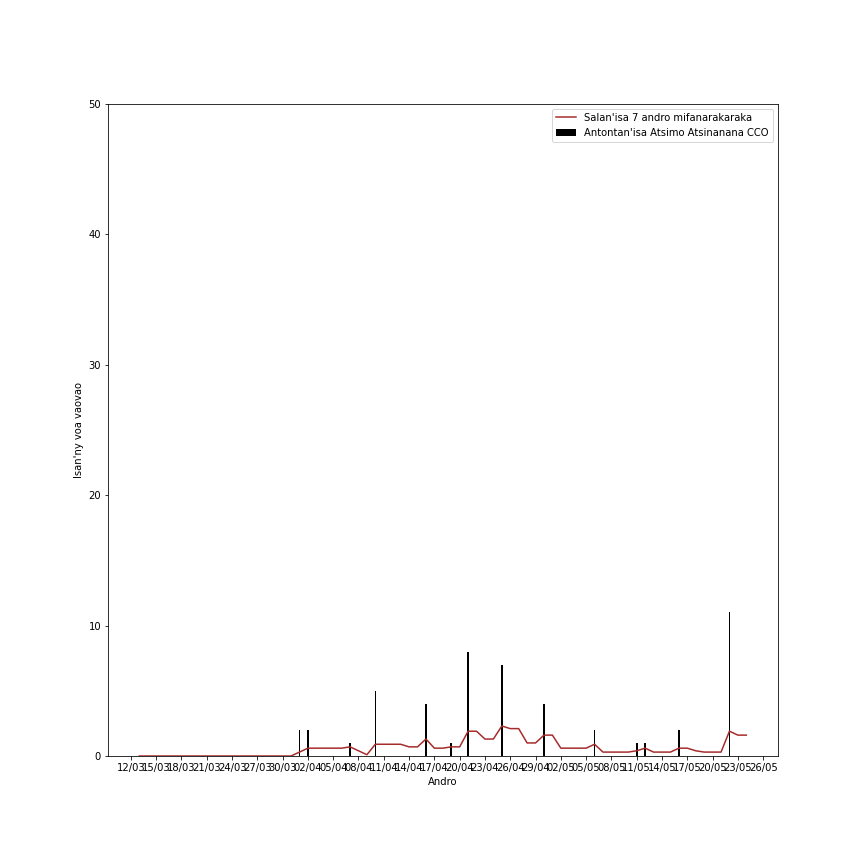 50
Salan'isa 7 andro mifanarakaraka
Antontan'isa Atsimo Atsinanana CCO
40
30
Isan'ny voa vaovao
20
10
0
12/03 15/03 18/03 21/03 24/03 27/03 30/03 02/04 05/04 08/04 11/04 14/04 17/04 20/04 23/04 26/04 29/04 02/05 05/05 08/05 11/05 14/05 17/05 20/05 23/05 26/05
Andro